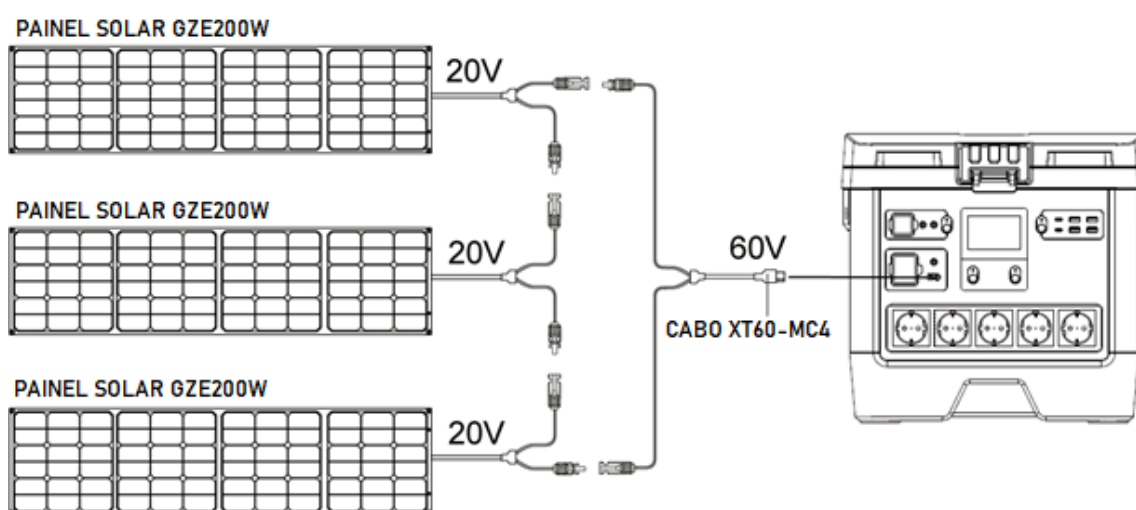 PAINEL SOLAR GZE200W
20V
PAINEL SOLAR GZE200W
20V
60V
CABO XT60-MC4
PAINEL SOLAR GZE200W
20V